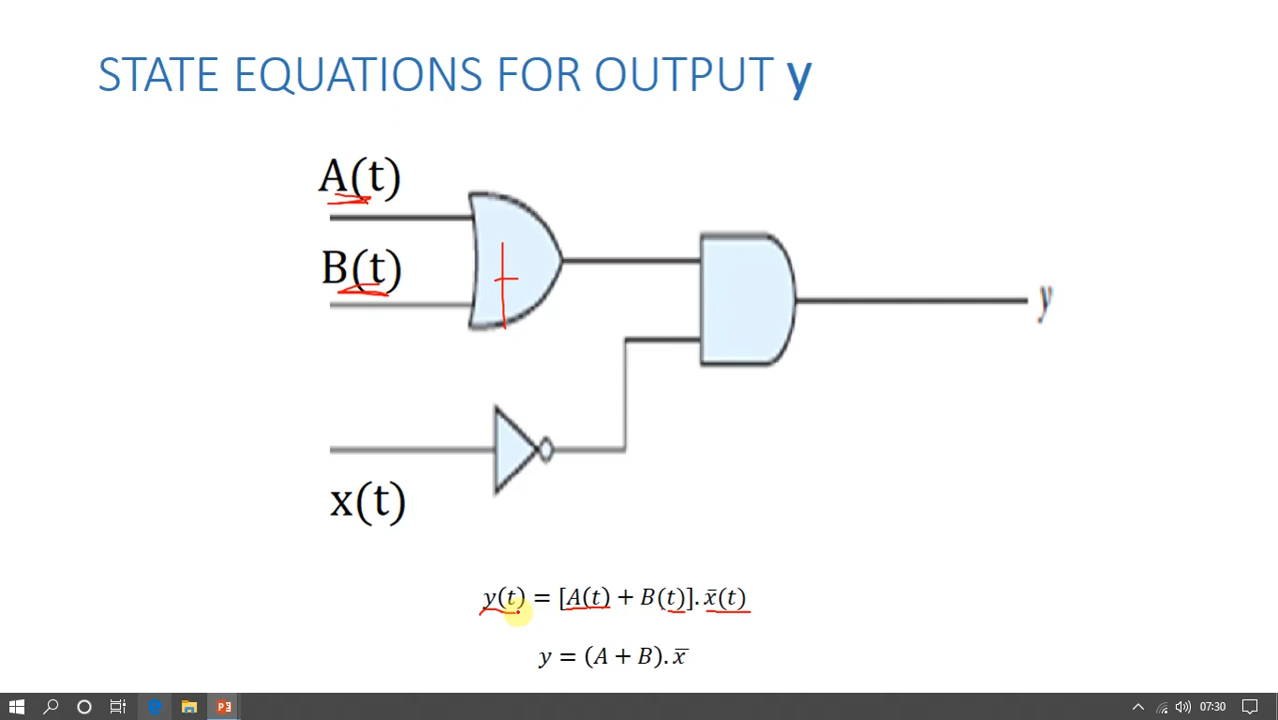 STATE EQUATIONS FOR OUTPUT y
A(t)
B(t)
+
y
x(t)
y(t) = [A(t) + B(t)]. x̄(t)
y = (A + B). x̄
07:30